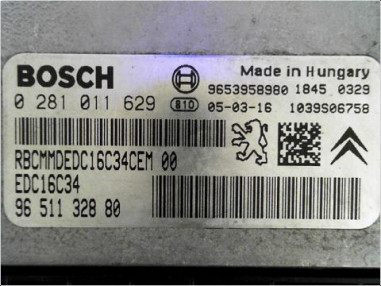 BOSCH
Made in Hungary
9653958980 1845 0329
0 281 011 629 810 05-03-16 1039S06758
RBCMMDEDC16C34CEM 00
EDC16C34
96 511 328 80